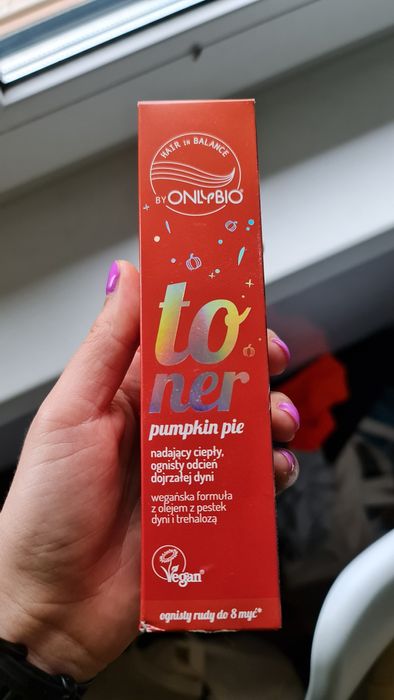 HAIR IN BALANCE
BY ONLYBIO®
to
ner
pumpkin pie
nadający ciepły,
ognisty odcień
dojrzałej dyni
wegańska formuła
z olejem z pestek
dyni i trehalozą
Vegan
ognisty rudy do 8 myć*